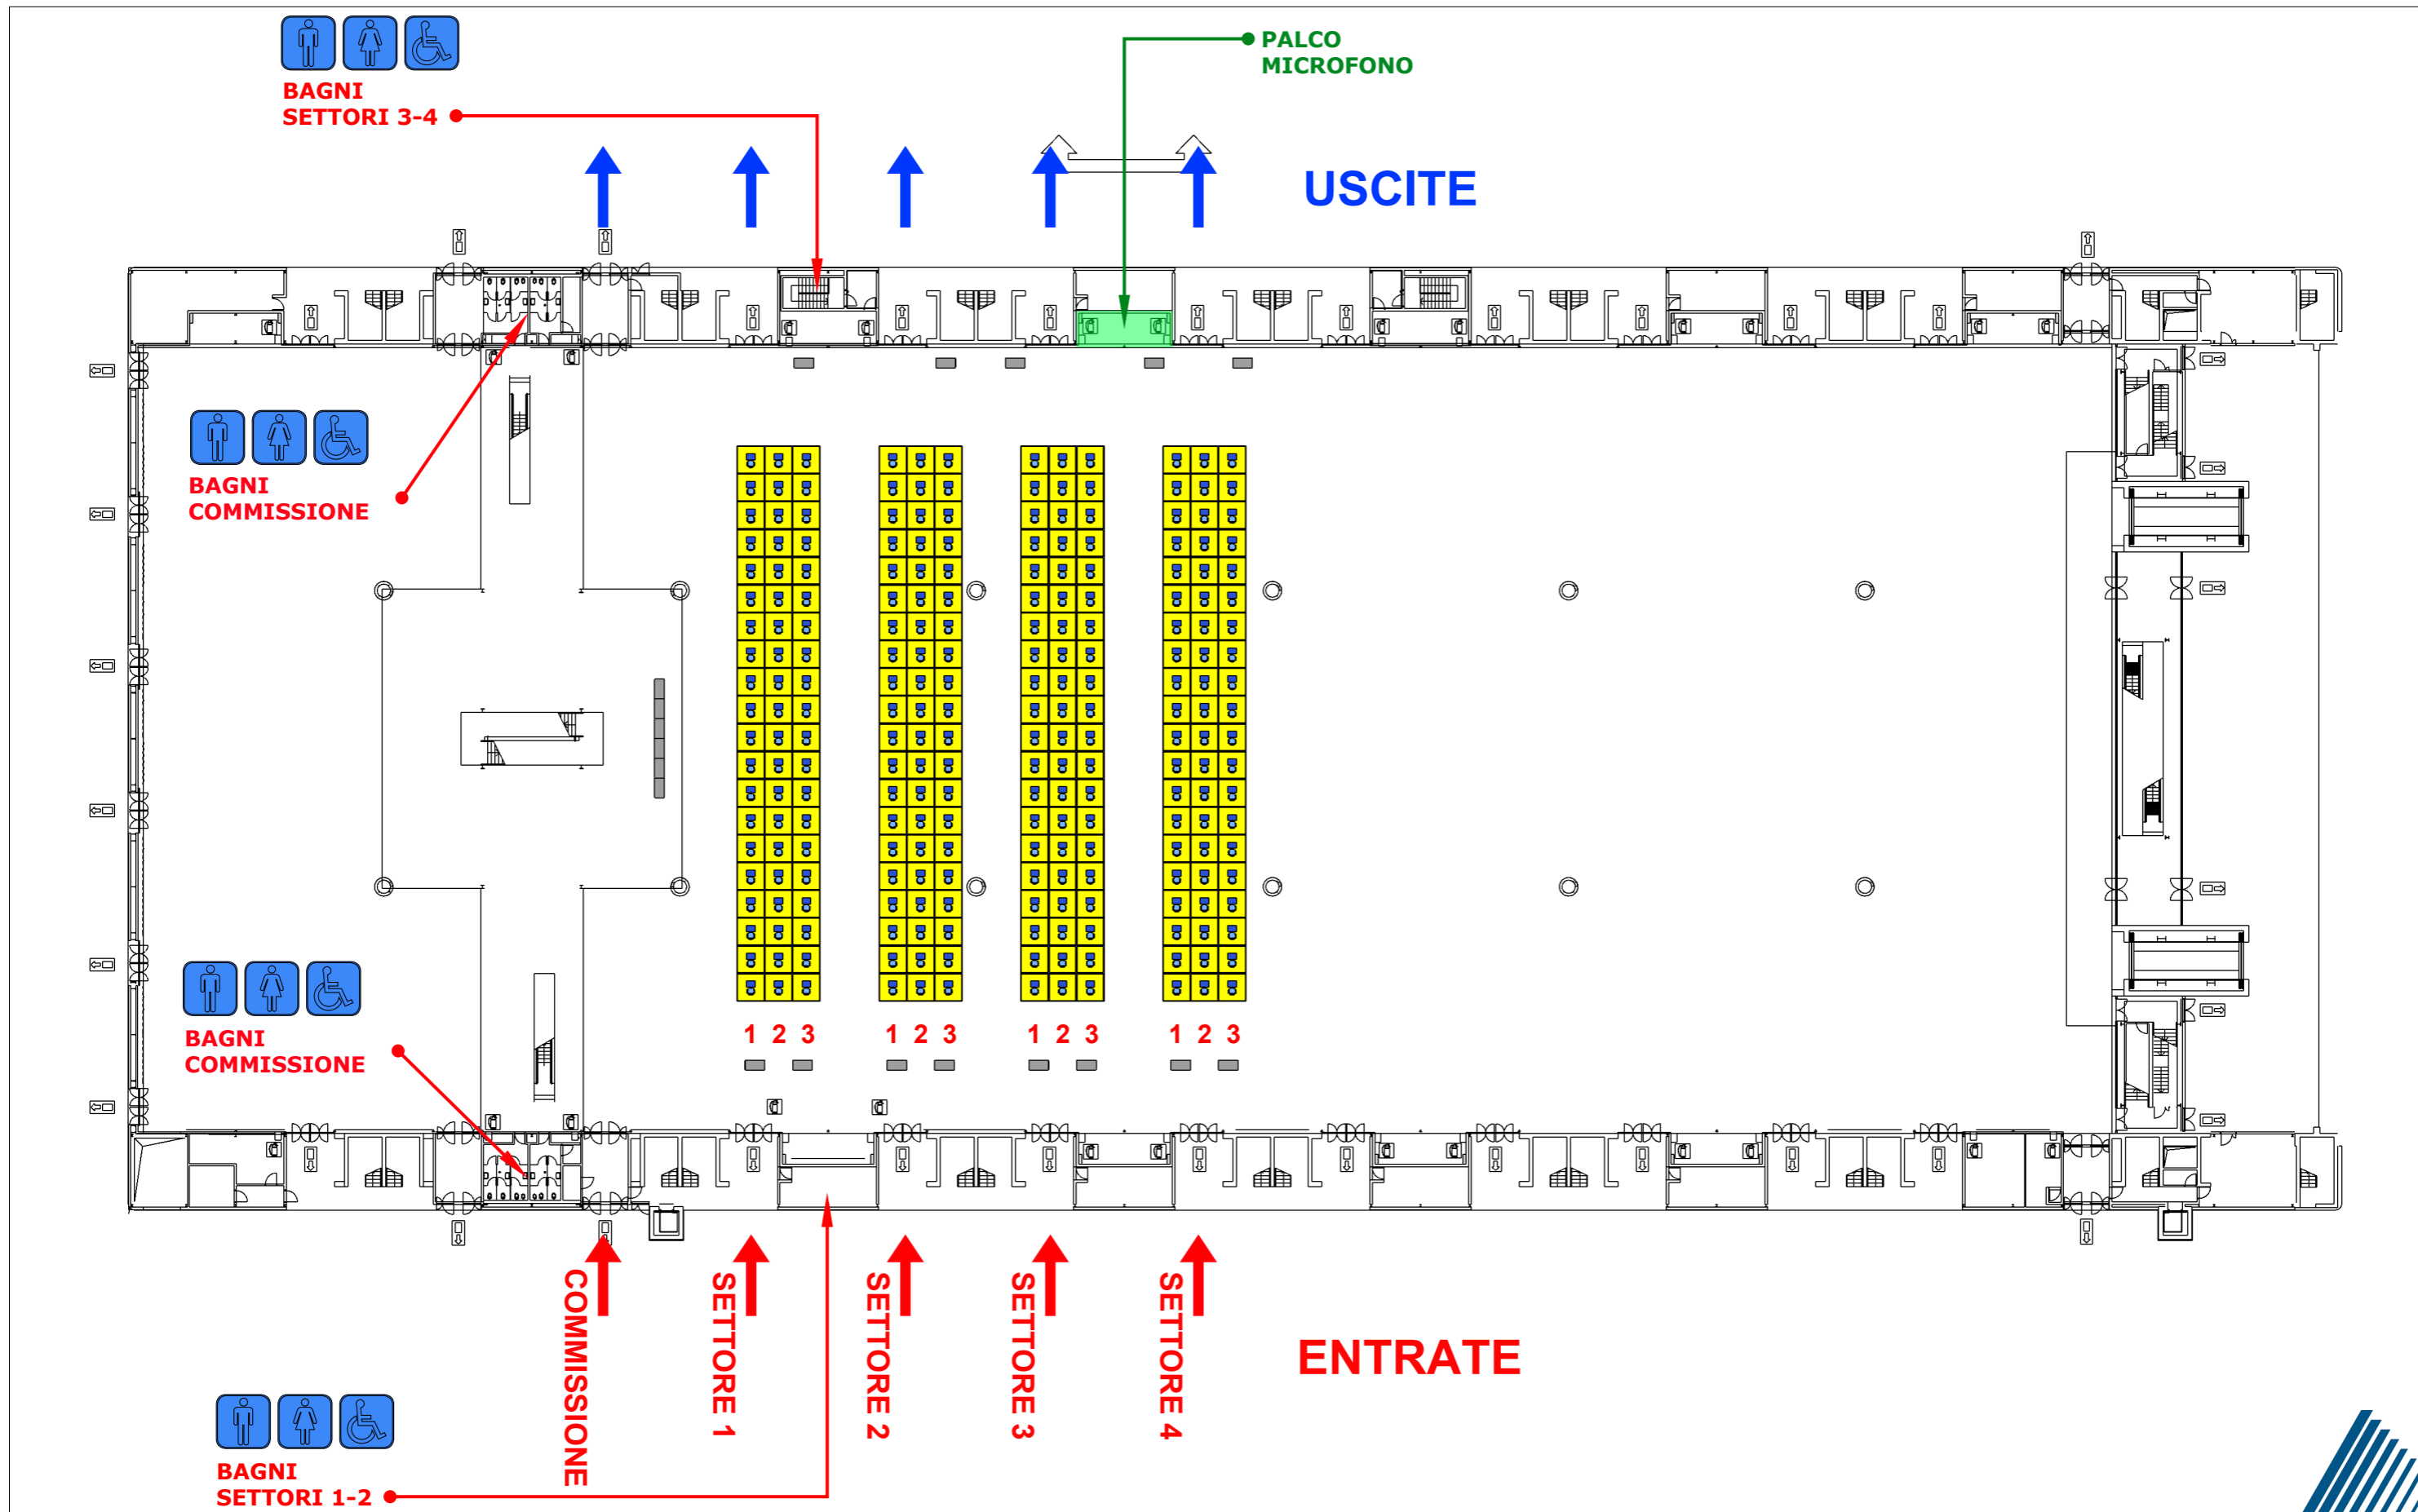 PALCO
MICROFONO
BAGNI
SETTORI 3-4
USCITE
BAGNI
COMMISSIONE
BAGNI
COMMISSIONE
1 2 3
1 2 3
1 2 3
1 2 3
COMMISSIONE
SETTORE 1
SETTORE 2
SETTORE 3
SETTORE 4
ENTRATE
BAGNI
SETTORI 1-2